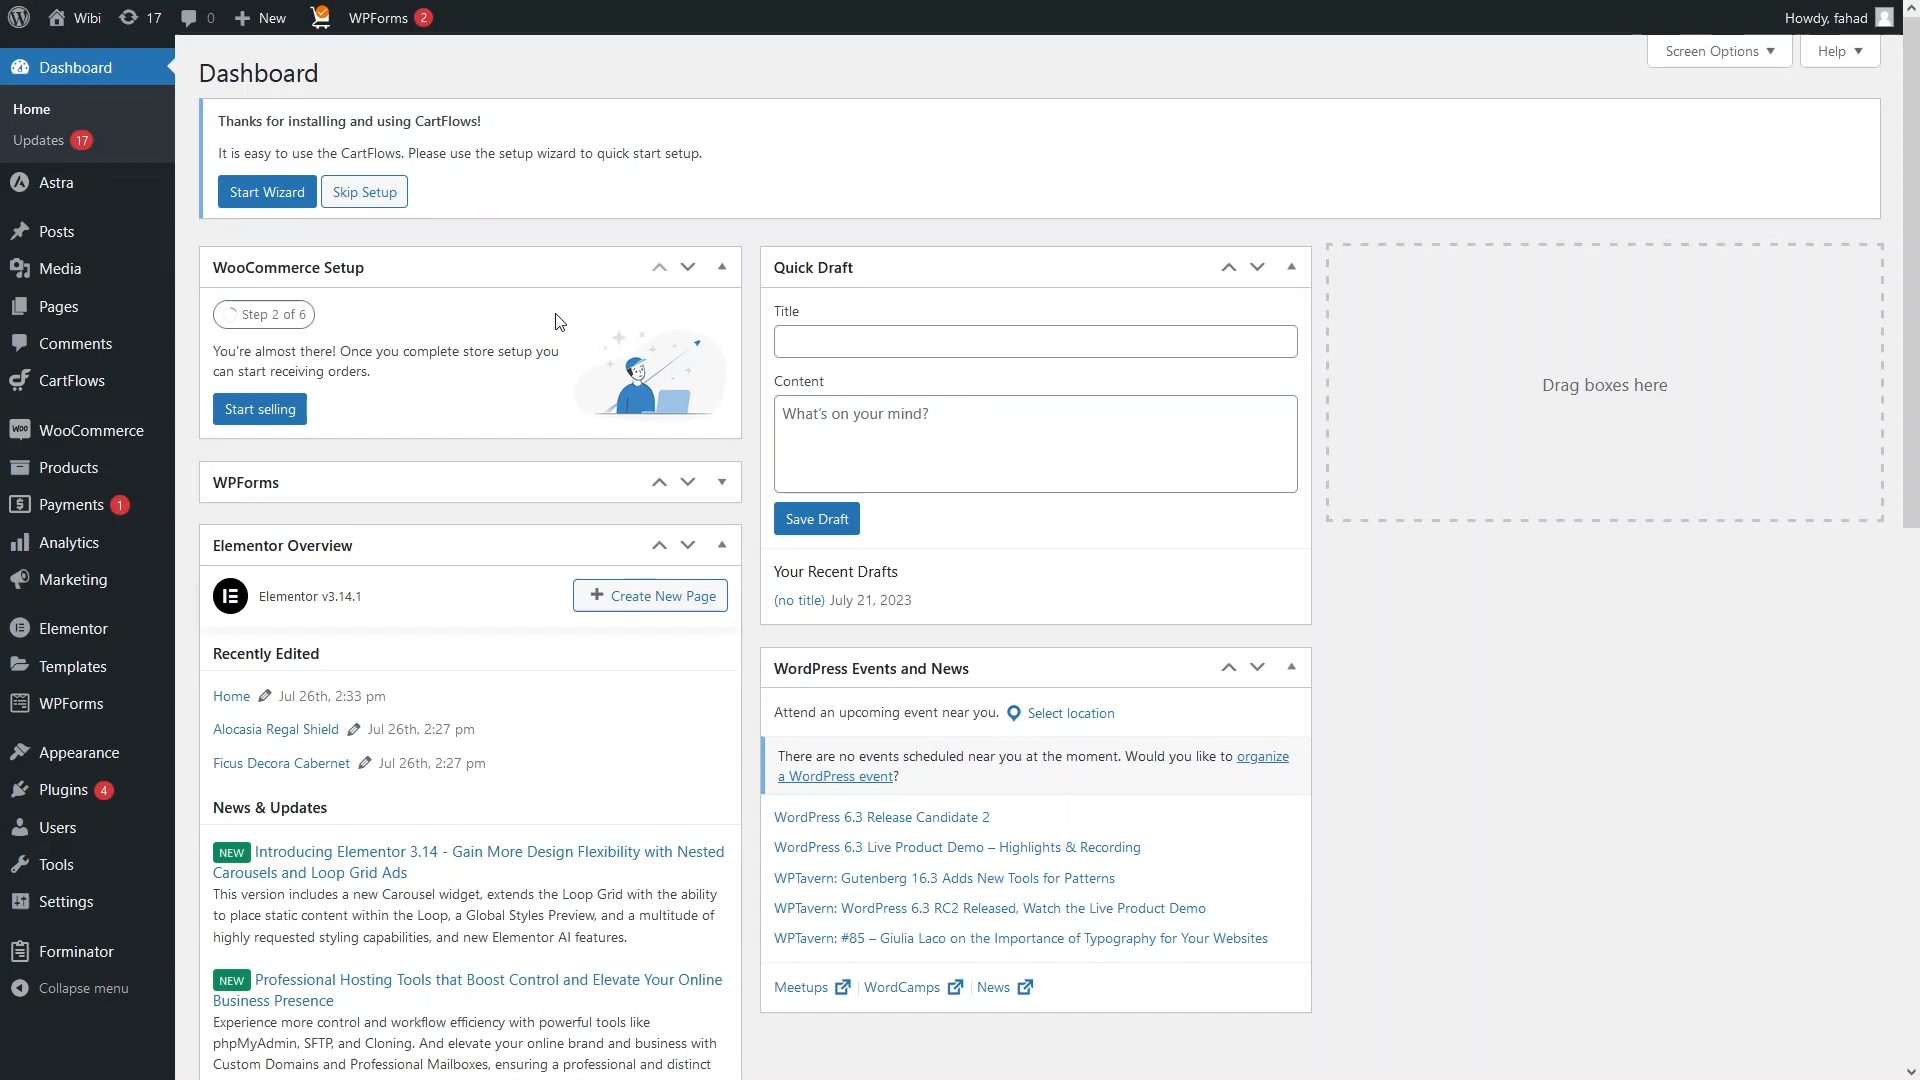 Wibi
17
0
New
WPForms 2
Howdy, fahad
Dashboard
Home
Updates 17
Astra
Posts
Media
Pages
Comments
CartFlows
WooCommerce
Products
Payments 1
Analytics
Marketing
Elementor
Templates
WPForms
Appearance
Plugins 4
Users
Tools
Settings
Forminator
Collapse menu
Screen Options
Help
Dashboard
Thanks for installing and using CartFlows!
It is easy to use the CartFlows. Please use the setup wizard to quick start setup.
Start Wizard
Skip Setup
WooCommerce Setup
Step 2 of 6
You're almost there! Once you complete store setup you
can start receiving orders.
Start selling
WPForms
Elementor Overview
Elementor v3.14.1
Create New Page
Recently Edited
Home Jul 26th, 2:33 pm
Alocasia Regal Shield Jul 26th, 2:27 pm
Ficus Decora Cabernet Jul 26th, 2:27 pm
News & Updates
NEW Introducing Elementor 3.14 - Gain More Design Flexibility with Nested
Carousels and Loop Grid Ads
This version includes a new Carousel widget, extends the Loop Grid with the ability
to place static content within the Loop, a Global Styles Preview, and a multitude of
highly requested styling capabilities, and new Elementor AI features.
NEW Professional Hosting Tools that Boost Control and Elevate Your Online
Business Presence
Experience more control and workflow efficiency with powerful tools like
phpMyAdmin, SFTP, and Cloning. And elevate your online brand and business with
Custom Domains and Professional Mailboxes, ensuring a professional and distinct
Quick Draft
Title
Content
What's on your mind?
Save Draft
Your Recent Drafts
(no title) July 21, 2023
WordPress Events and News
Attend an upcoming event near you. Select location
There are no events scheduled near you at the moment. Would you like to organize
a WordPress event?
WordPress 6.3 Release Candidate 2
WordPress 6.3 Live Product Demo – Highlights & Recording
WPTavern: Gutenberg 16.3 Adds New Tools for Patterns
WPTavern: WordPress 6.3 RC2 Released, Watch the Live Product Demo
WPTavern: #85 – Giulia Laco on the Importance of Typography for Your Websites
Meetups | WordCamps | News
Drag boxes here